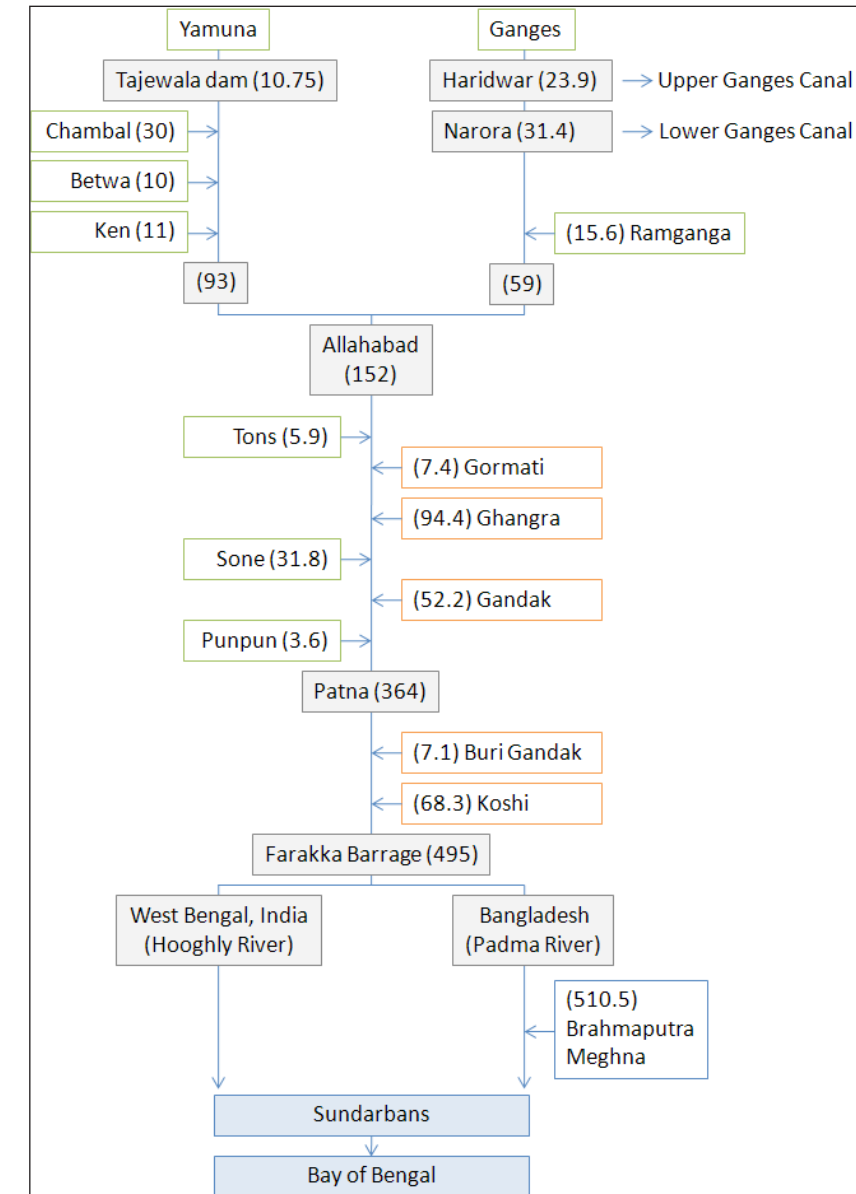 Yamuna
Ganges
Tajewala dam (10.75)
Haridwar (23.9)
Upper Ganges Canal
Chambal (30)
Narora (31.4)
Lower Ganges Canal
Betwa (10)
Ken (11)
(15.6) Ramganga
(93)
(59)
Allahabad
(152)
Tons (5.9)
(7.4) Gormati
(94.4) Ghangra
Sone (31.8)
(52.2) Gandak
Punpun (3.6)
Patna (364)
(7.1) Buri Gandak
(68.3) Koshi
Farakka Barrage (495)
West Bengal, India
(Hooghly River)
Bangladesh
(Padma River)
(510.5)
Brahmaputra
Meghna
Sundarbans
Bay of Bengal